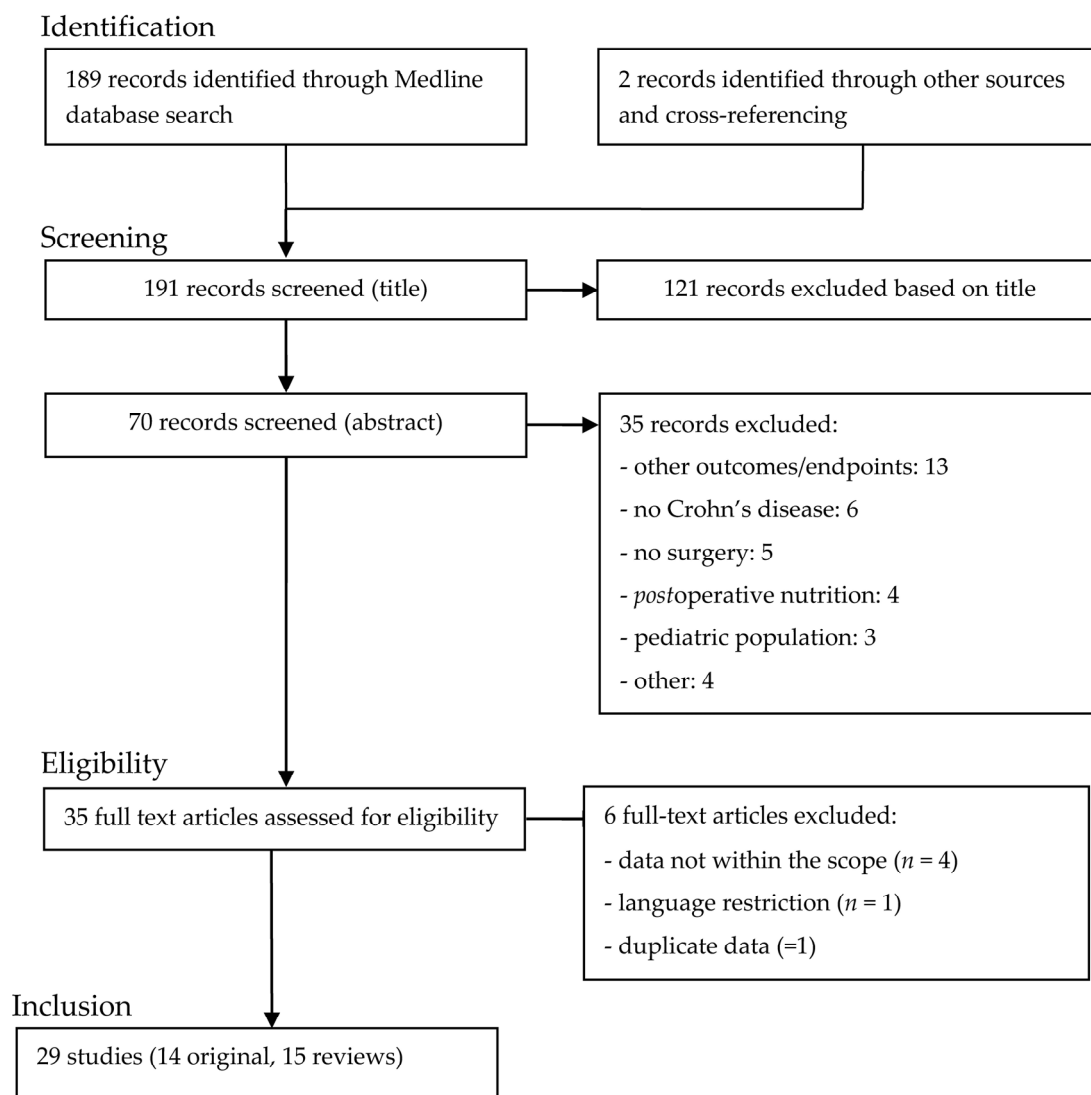 Identification
189 records identified through Medline
database search
2 records identified through other sources
and cross-referencing
Screening
191 records screened (title)
121 records excluded based on title
70 records screened (abstract)
35 records excluded:
- other outcomes/endpoints: 13
- no Crohn’s disease: 6
- no surgery: 5
- postoperative nutrition: 4
- pediatric population: 3
- other: 4
Eligibility
35 full text articles assessed for eligibility
6 full-text articles excluded:
- data not within the scope (n = 4)
- language restriction (n = 1)
- duplicate data (=1)
Inclusion
29 studies (14 original, 15 reviews)